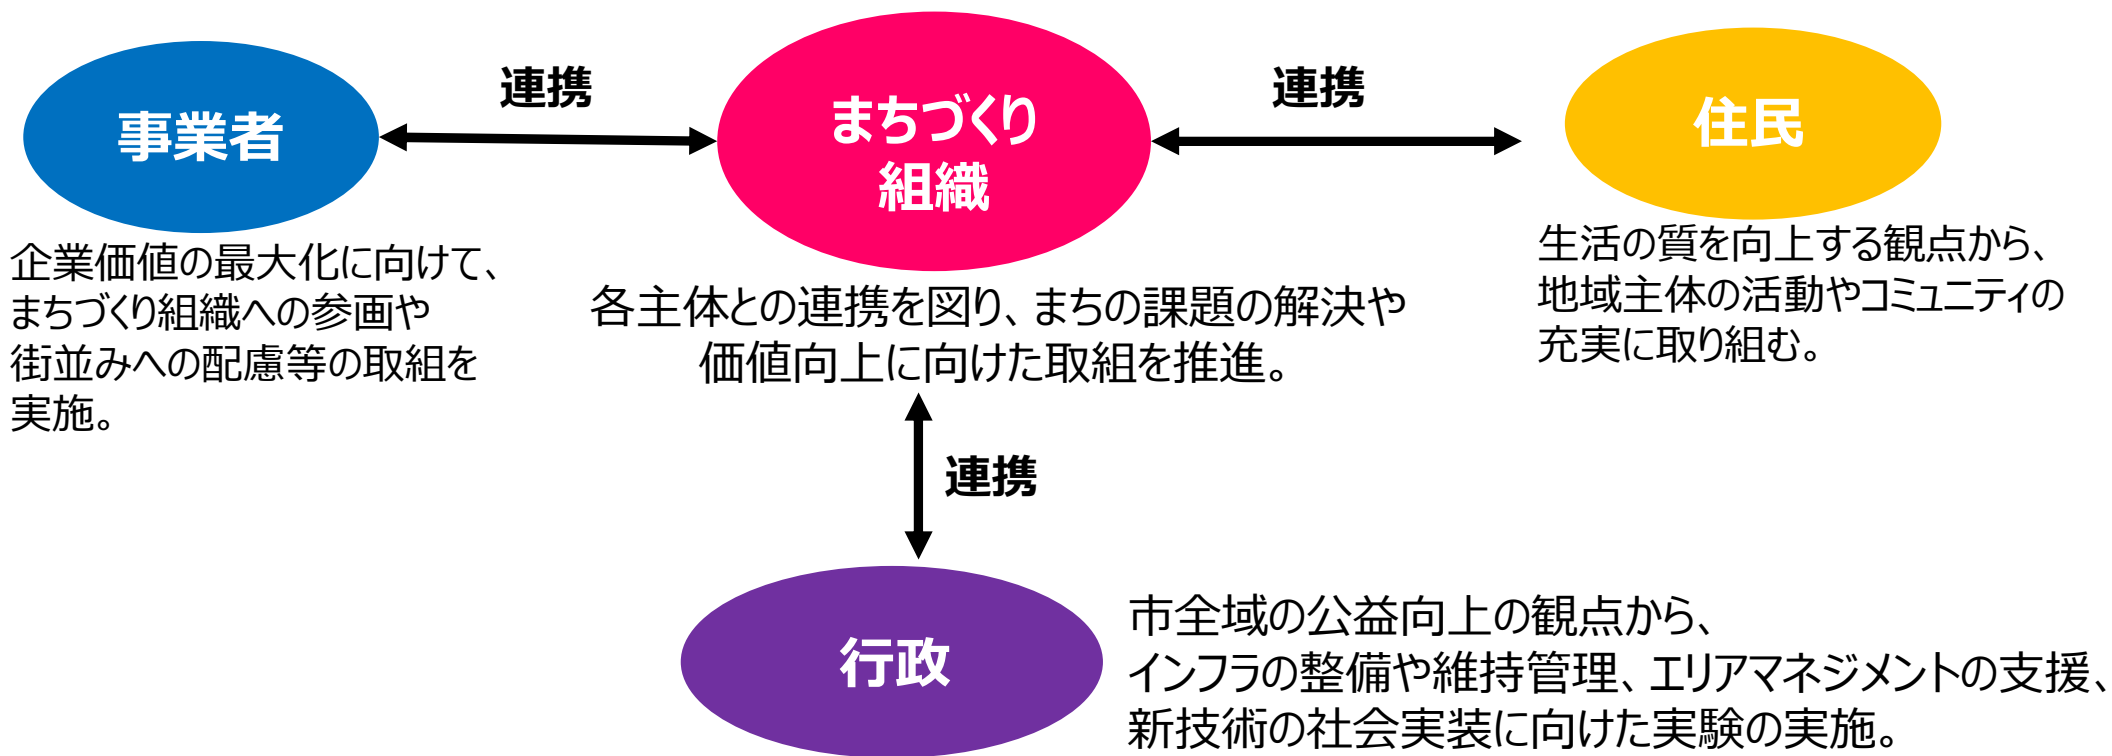 事業者
企業価値の最大化に向けて、
まちづくり組織への参画や
街並みへの配慮等の取組を
実施。
連携
まちづくり
組織
各主体との連携を図り、まちの課題の解決や
価値向上に向けた取組を推進。
連携
住民
生活の質を向上する観点から、
地域主体の活動やコミュニティの
充実に取り組む。
連携
行政
市全域の公益向上の観点から、
インフラの整備や維持管理、エリアマネジメントの支援、
新技術の社会実装に向けた実験の実施。